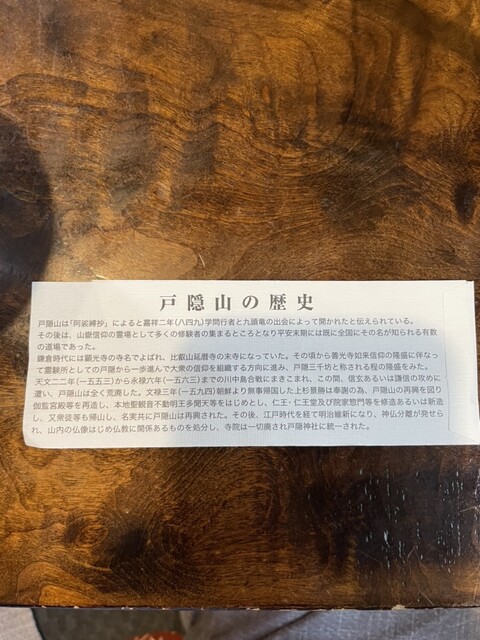 戸隠山の歴史
戸隠山は「阿裟縛抄」によると嘉祥二年(八四九)学問行者と九頭竜の出会によって開かれたと伝えられている。
その後は、山嶽信仰の霊場として多くの修験者の集まるところとなり平安末期には既に全国にその名が知られる有数
の道場であった。
鎌倉時代には顕光寺の寺名でよばれ、比叡山延暦寺の末寺になっていた。その頃から善光寺如来信仰の隆盛に伴なっ
て霊験所としての戸隠から一歩進んで大衆の信仰を組織する方向に進み、戸隠三千坊と称される程の隆盛をみた。
天文二二年(一五五三)から永禄六年(一五六三)までの川中島合戦にまきこまれ、この間、信玄あるいは謙信の攻めに
遭い、戸隠山は全く荒廃した。文禄三年(一五九四)朝鮮より無事帰国した上杉景勝は奉謝の為、戸隠山の再興を図り
伽藍宮殿等を再造し、本地聖観音不動明王多聞天等をはじめとし、仁王・仁王堂及び院家惣門等を修造あるいは新造
し、又衆徒等も帰山し、名実共に戸隠山は再興された。その後、江戸時代を経て明治維新になり、神仏分離が発せら
れ、山内の仏像はじめ仏教に関係あるものを処分し、寺院は一切廃され戸隠神社に統一された。